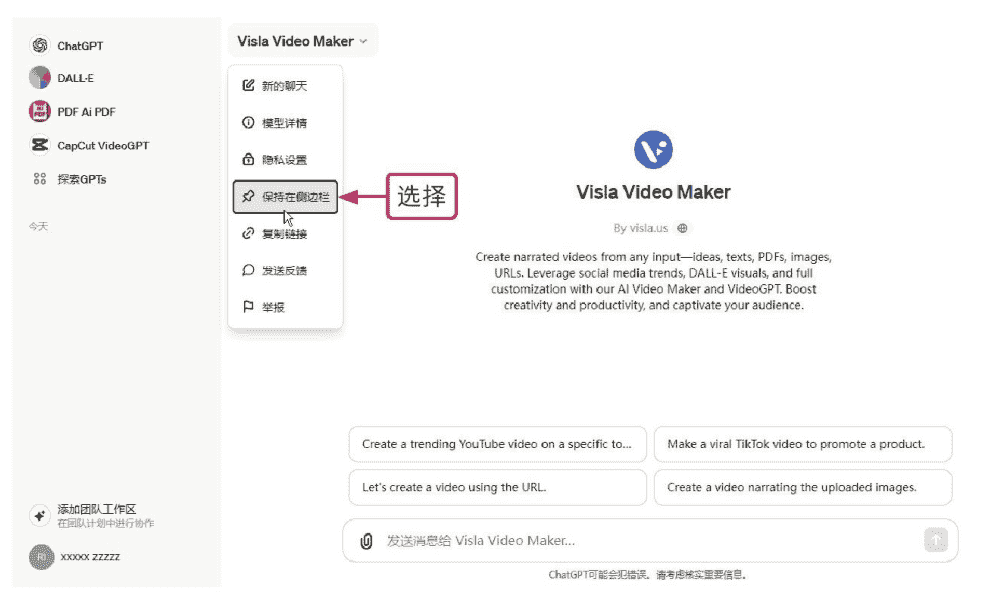 ChatGPT
DALL·E
PDF Ai PDF
CapCut VideoGPT
探索GPTs
今天
添加团队工作区
在团队计划中进行协作
RI
xxxxx zzzzz
Visla Video Maker
新的聊天
模型详情
隐私设置
保持在侧边栏
复制链接
发送反馈
举报
选择
Visla Video Maker
By visla.us
Create narrated videos from any input—ideas, texts, PDFs, images,
URLs. Leverage social media trends, DALL-E visuals, and full
customization with our AI Video Maker and VideoGPT. Boost
creativity and productivity, and captivate your audience.
Create a trending YouTube video on a specific to...
Make a viral TikTok video to promote a product.
Let's create a video using the URL.
Create a video narrating the uploaded images.
发送消息给 Visla Video Maker...
ChatGPT可能会犯错误。请考虑核实重要信息。